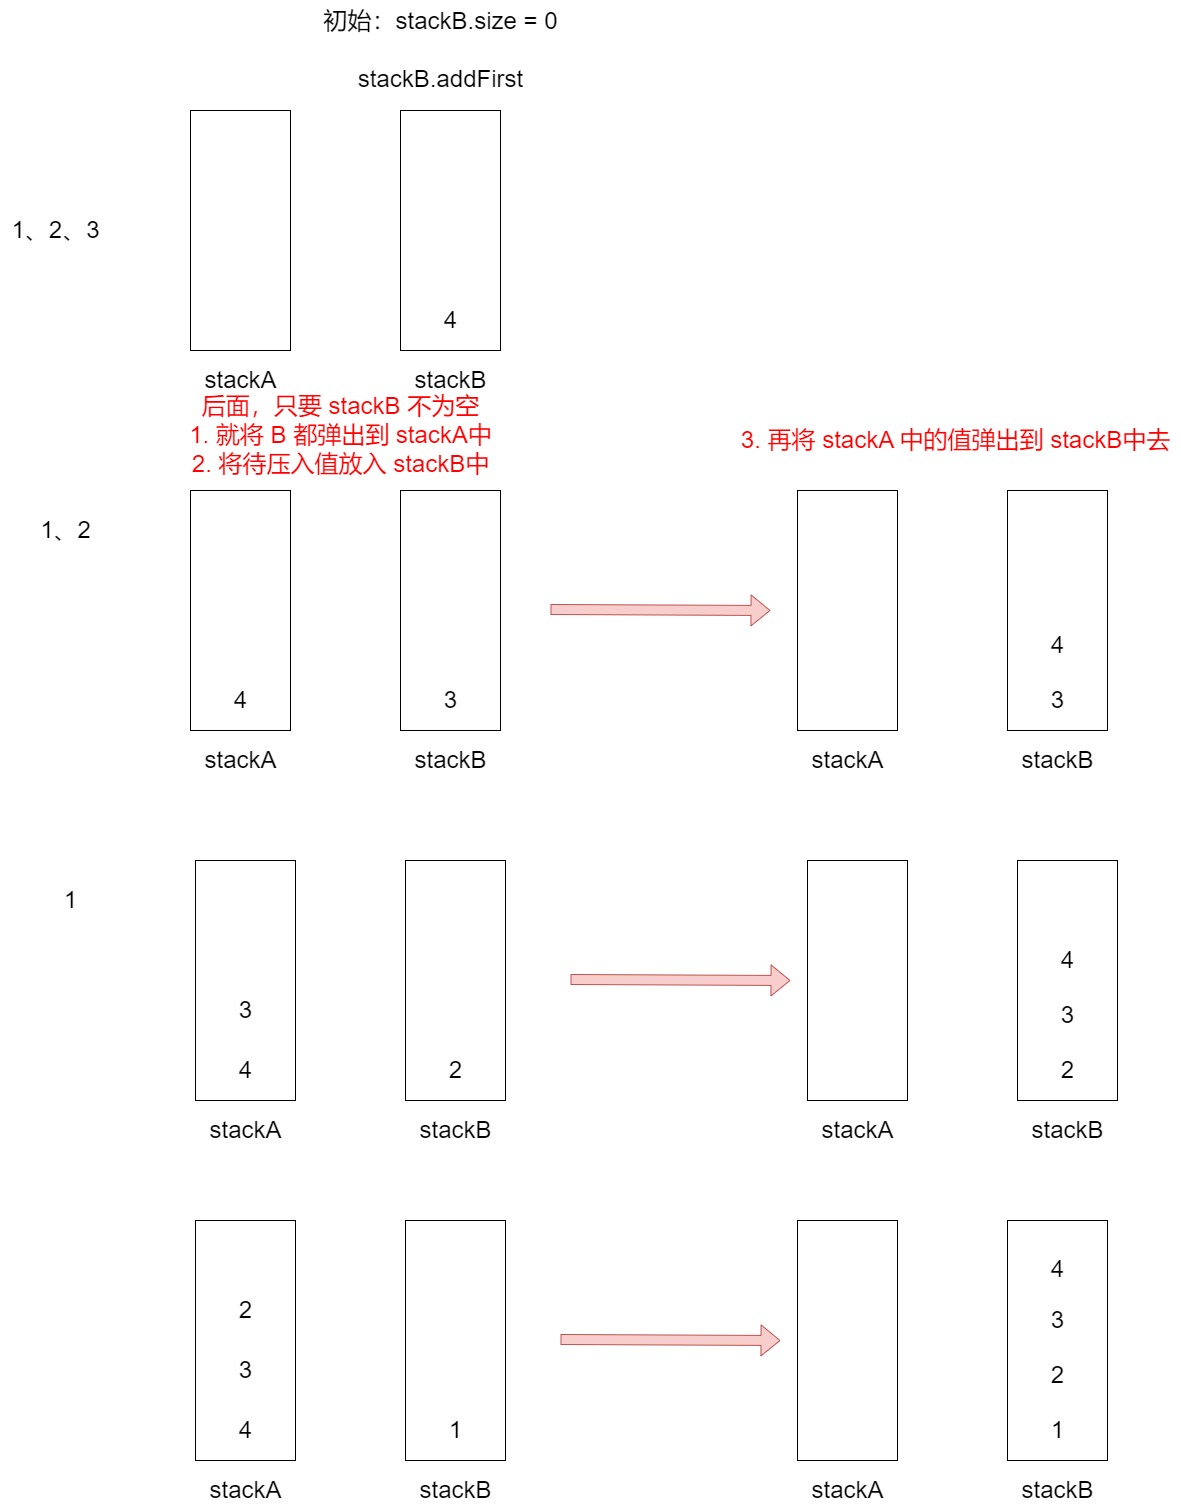 初始：stackB.size = 0
stackB.addFirst
1、2、3
4
stackA
stackB
后面，只要 stackB 不为空
1. 就将 B 都弹出到 stackA中
2. 将待压入值放入 stackB中
3. 再将 stackA 中的值弹出到 stackB中去
1、2
4
4
3
3
stackA
stackB
stackA
stackB
1
4
3
3
4
2
2
stackA
stackB
stackA
stackB
4
2
3
3
2
4
1
1
stackA
stackB
stackA
stackB